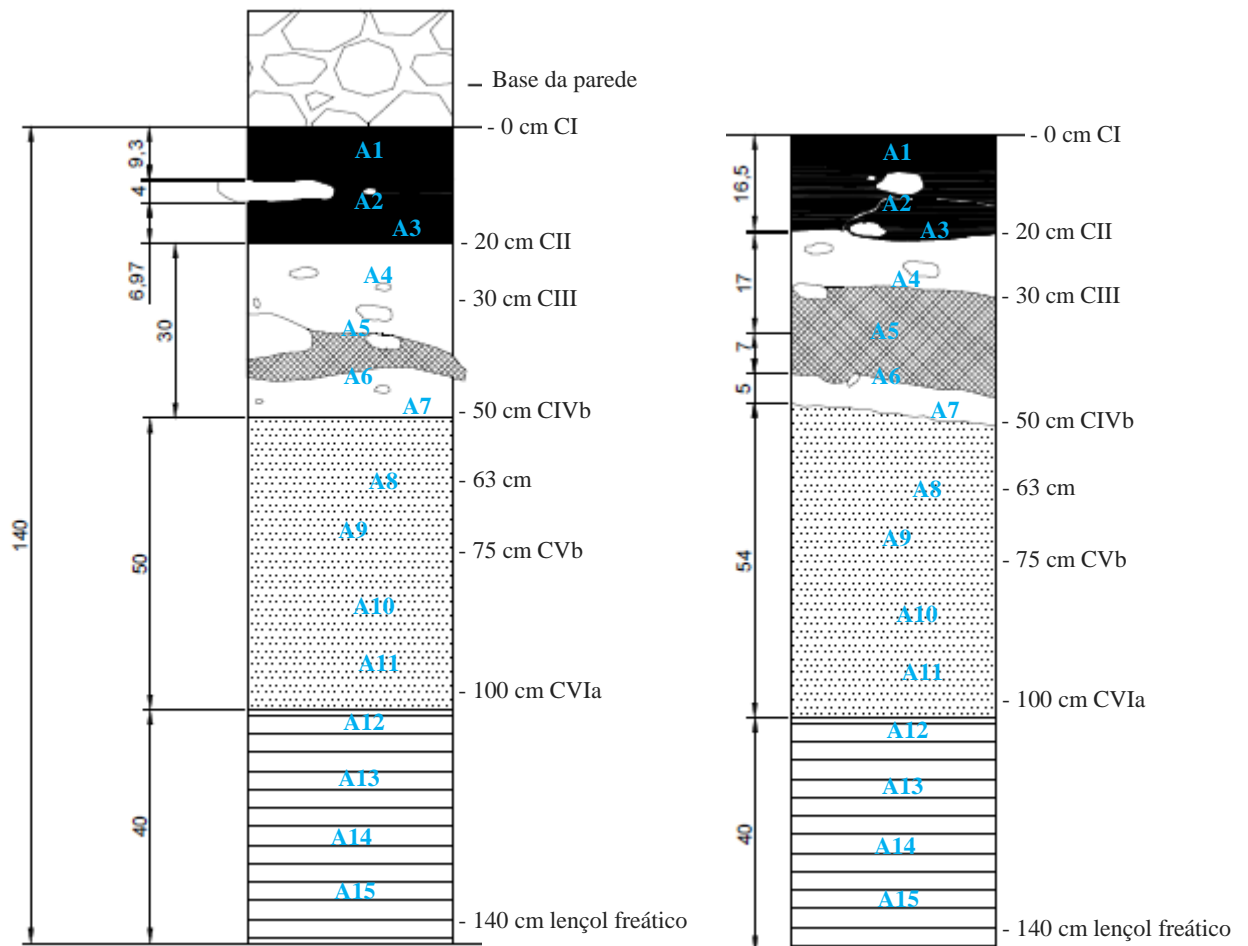 Base da parede
- 0 cm CI
9,3
A1
4
A2
A3
- 20 cm CII
6,97
30
A4
- 30 cm CIII
A5
A6
A7
- 50 cm CIVb
140
50
A8
- 63 cm
A9
- 75 cm CVb
A10
A11
- 100 cm CVIa
40
A12
A13
A14
A15
- 140 cm lençol freático
- 0 cm CI
16,5
A1
A2
A3
- 20 cm CII
17
A4
- 30 cm CIII
A5
7
A6
5
A7
- 50 cm CIVb
54
A8
- 63 cm
A9
- 75 cm CVb
A10
A11
- 100 cm CVIa
40
A12
A13
A14
A15
- 140 cm lençol freático